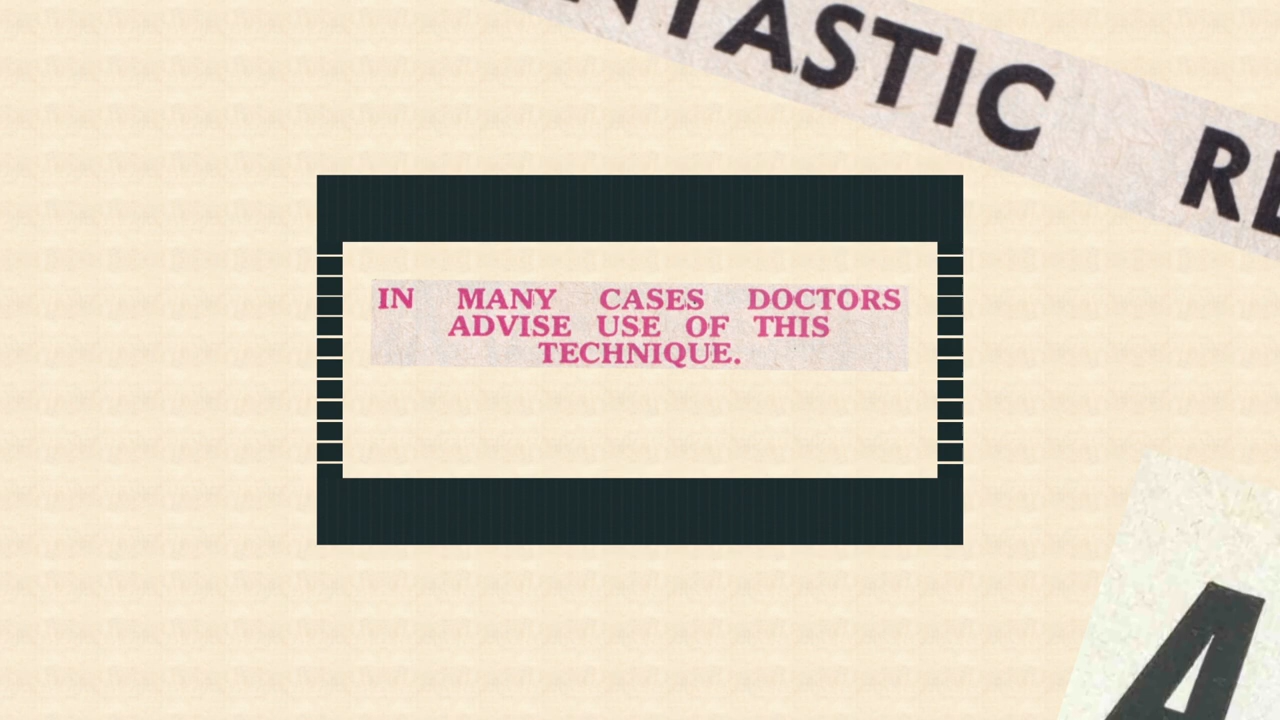 NTASTIC RE
IN MANY CASES DOCTORS
ADVISE USE OF THIS
TECHNIQUE.
A